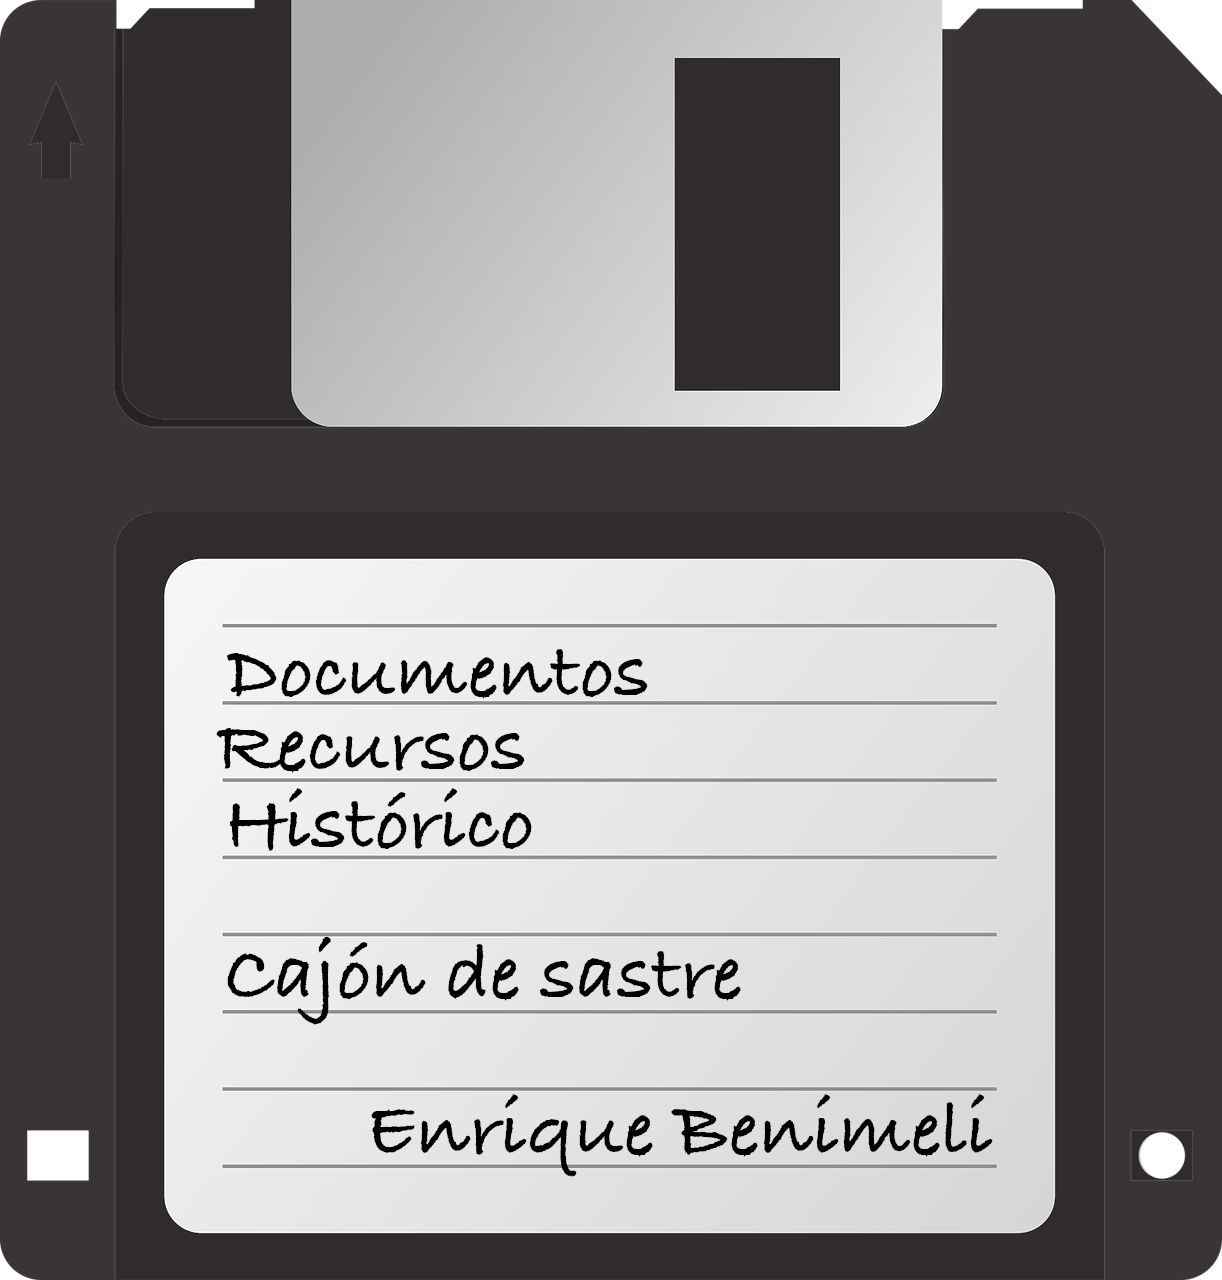 Documentos
Recursos
Histórico
Cajón de sastre
Enrique Benimeli